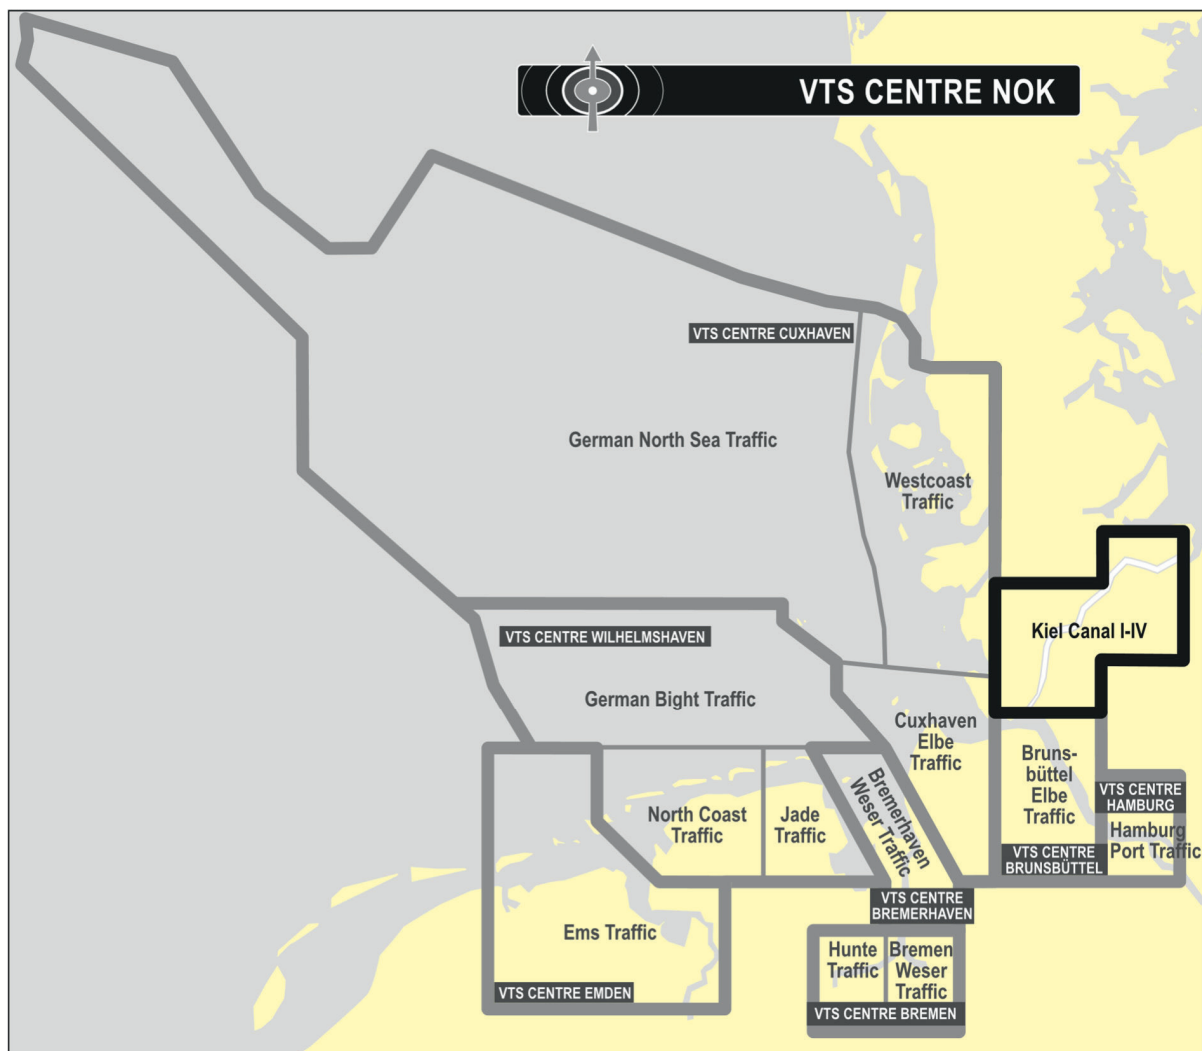 VTS CENTRE NOK
VTS CENTRE CUXHAVEN
German North Sea Traffic
Westcoast
Traffic
Kiel Canal I-IV
VTS CENTRE WILHELMSHAVEN
German Bight Traffic
Cuxhaven
Elbe
Traffic
Bruns-
büttel
Elbe
Traffic
VTS CENTRE
HAMBURG
Hamburg
Port Traffic
VTS CENTRE
BRUNSBÜTTEL
North Coast
Traffic
Jade
Traffic
Bremerhaven
Weser Traffic
VTS CENTRE
BREMERHAVEN
Ems Traffic
VTS CENTRE EMDEN
Hunte
Traffic
Bremen
Weser
Traffic
VTS CENTRE BREMEN